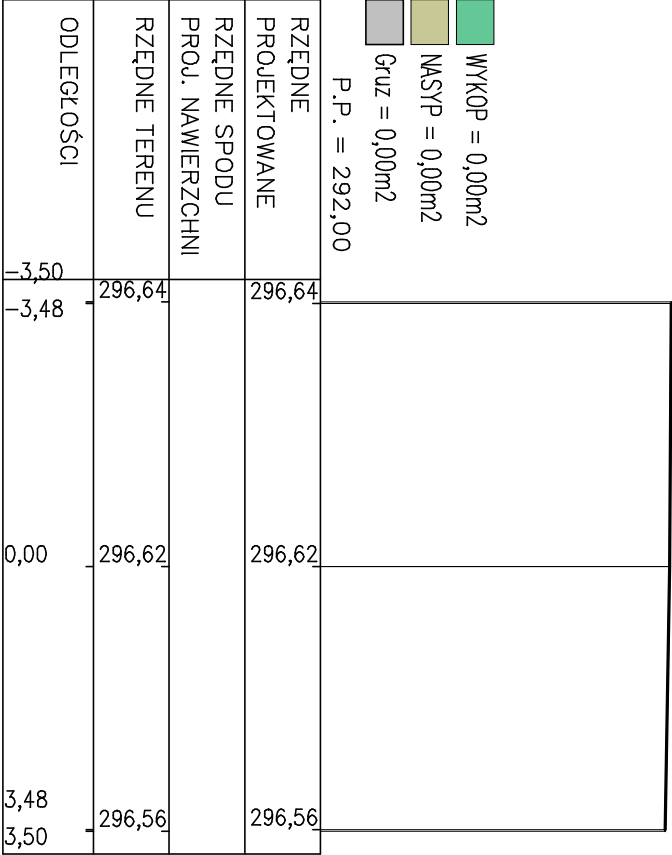 WYKOP = 0,00m2
NASYP = 0,00m2
Gruz = 0,00m2
P.P. = 292,00
RZĘDNE
PROJEKTOWANE
296,64
296,62
296,56
RZĘDNE SPODU
PROJ. NAWIERZCHNI
RZĘDNE TERENU
296,64
296,62
296,56
ODLEGŁOŚCI
-3,50
-3,48
0,00
3,48
3,50